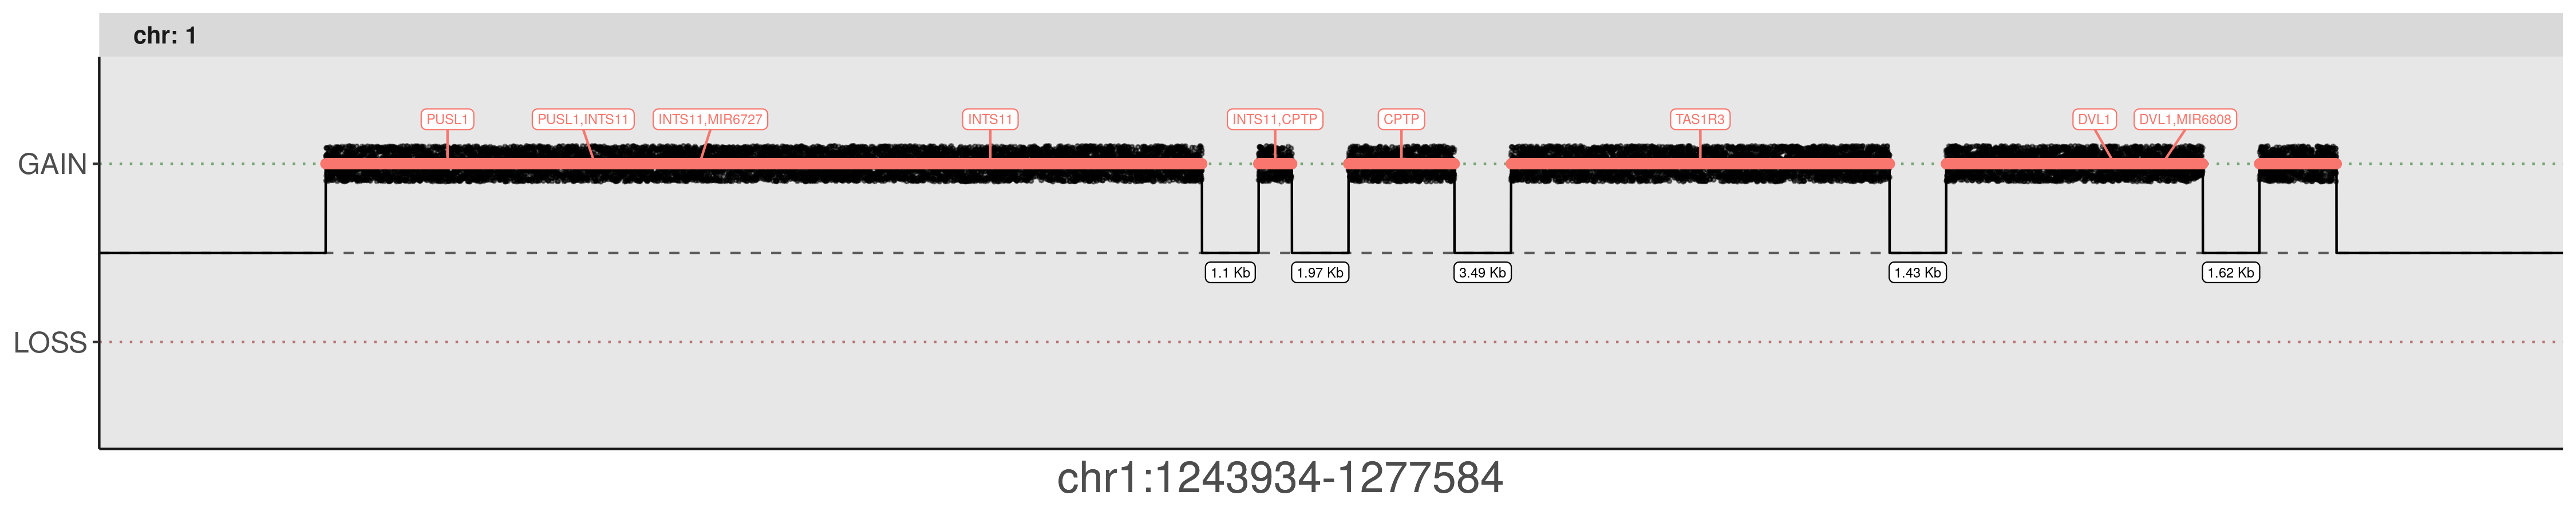 chr: 1
PUSL1
PUSL1,INTS11
INTS11,MIR6727
INTS11
INTS11,CPTP
CPTP
TAS1R3
DVL1
DVL1,MIR6808
GAIN
1.1 Kb
1.97 Kb
3.49 Kb
1.43 Kb
1.62 Kb
LOSS
chr1:1243934-1277584